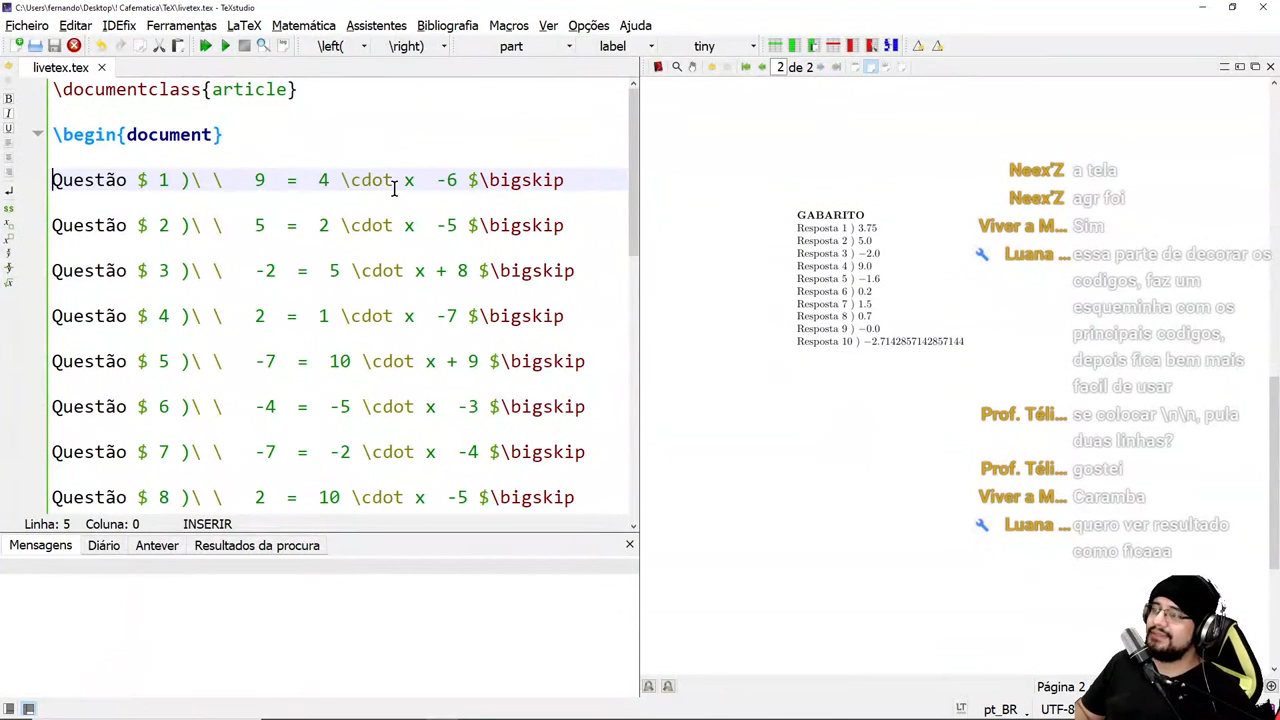 C:\Users\fernando\Desktop\! Cafematica\TeX\livetex.tex - TeXstudio
Ficheiro Editar IDEfix Ferramentas LaTeX Matemática Assistentes Bibliografia Macros Ver Opções Ajuda
\left( \right) part label tiny
livetex.tex
2 de 2
\documentclass{article}
\begin{document}
Questão $ 1 )\ \ 9 = 4 \cdot x -6 $\bigskip
Questão $ 2 )\ \ 5 = 2 \cdot x -5 $\bigskip
Questão $ 3 )\ \ -2 = 5 \cdot x + 8 $\bigskip
Questão $ 4 )\ \ 2 = 1 \cdot x -7 $\bigskip
Questão $ 5 )\ \ -7 = 10 \cdot x + 9 $\bigskip
Questão $ 6 )\ \ -4 = -5 \cdot x -3 $\bigskip
Questão $ 7 )\ \ -7 = -2 \cdot x -4 $\bigskip
Questão $ 8 )\ \ 2 = 10 \cdot x -5 $\bigskip
Linha: 5 Coluna: 0 INSERIR
Mensagens Diário Antever Resultados da procura
GABARITO
Resposta 1 ) 3.75
Resposta 2 ) 5.0
Resposta 3 ) −2.0
Resposta 4 ) 9.0
Resposta 5 ) −1.6
Resposta 6 ) 0.2
Resposta 7 ) 1.5
Resposta 8 ) 0.7
Resposta 9 ) −0.0
Resposta 10 ) −2.7142857142857144
Neex'Z a tela
Neex'Z agr foi
Viver a M... Sim
Luana ... essa parte de decorar os
codigos, faz um
esqueminha com os
principais codigos,
depois fica bem mais
facil de usar
Prof. Téli... se colocar \n\n, pula
duas linhas?
Prof. Téli... gostei
Viver a M... Caramba
Luana ... quero ver resultado
como ficaaa
Página 2
pt_BR UTF-8